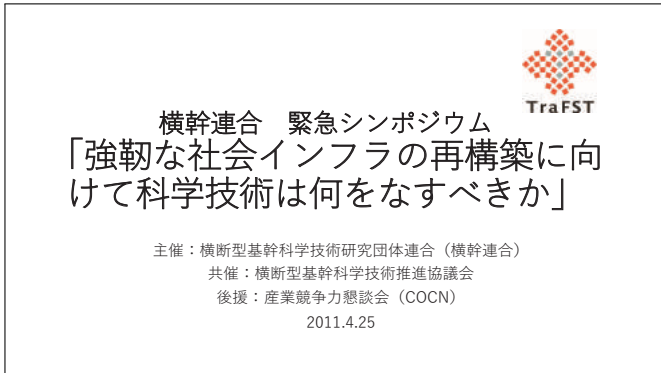 TraFST
横幹連合　緊急シンポジウム
「強靭な社会インフラの再構築に向
けて科学技術は何をなすべきか」
主催：横断型基幹科学技術研究団体連合（横幹連合）
共催：横断型基幹科学技術推進協議会
後援：産業競争力懇談会（COCN）
2011.4.25